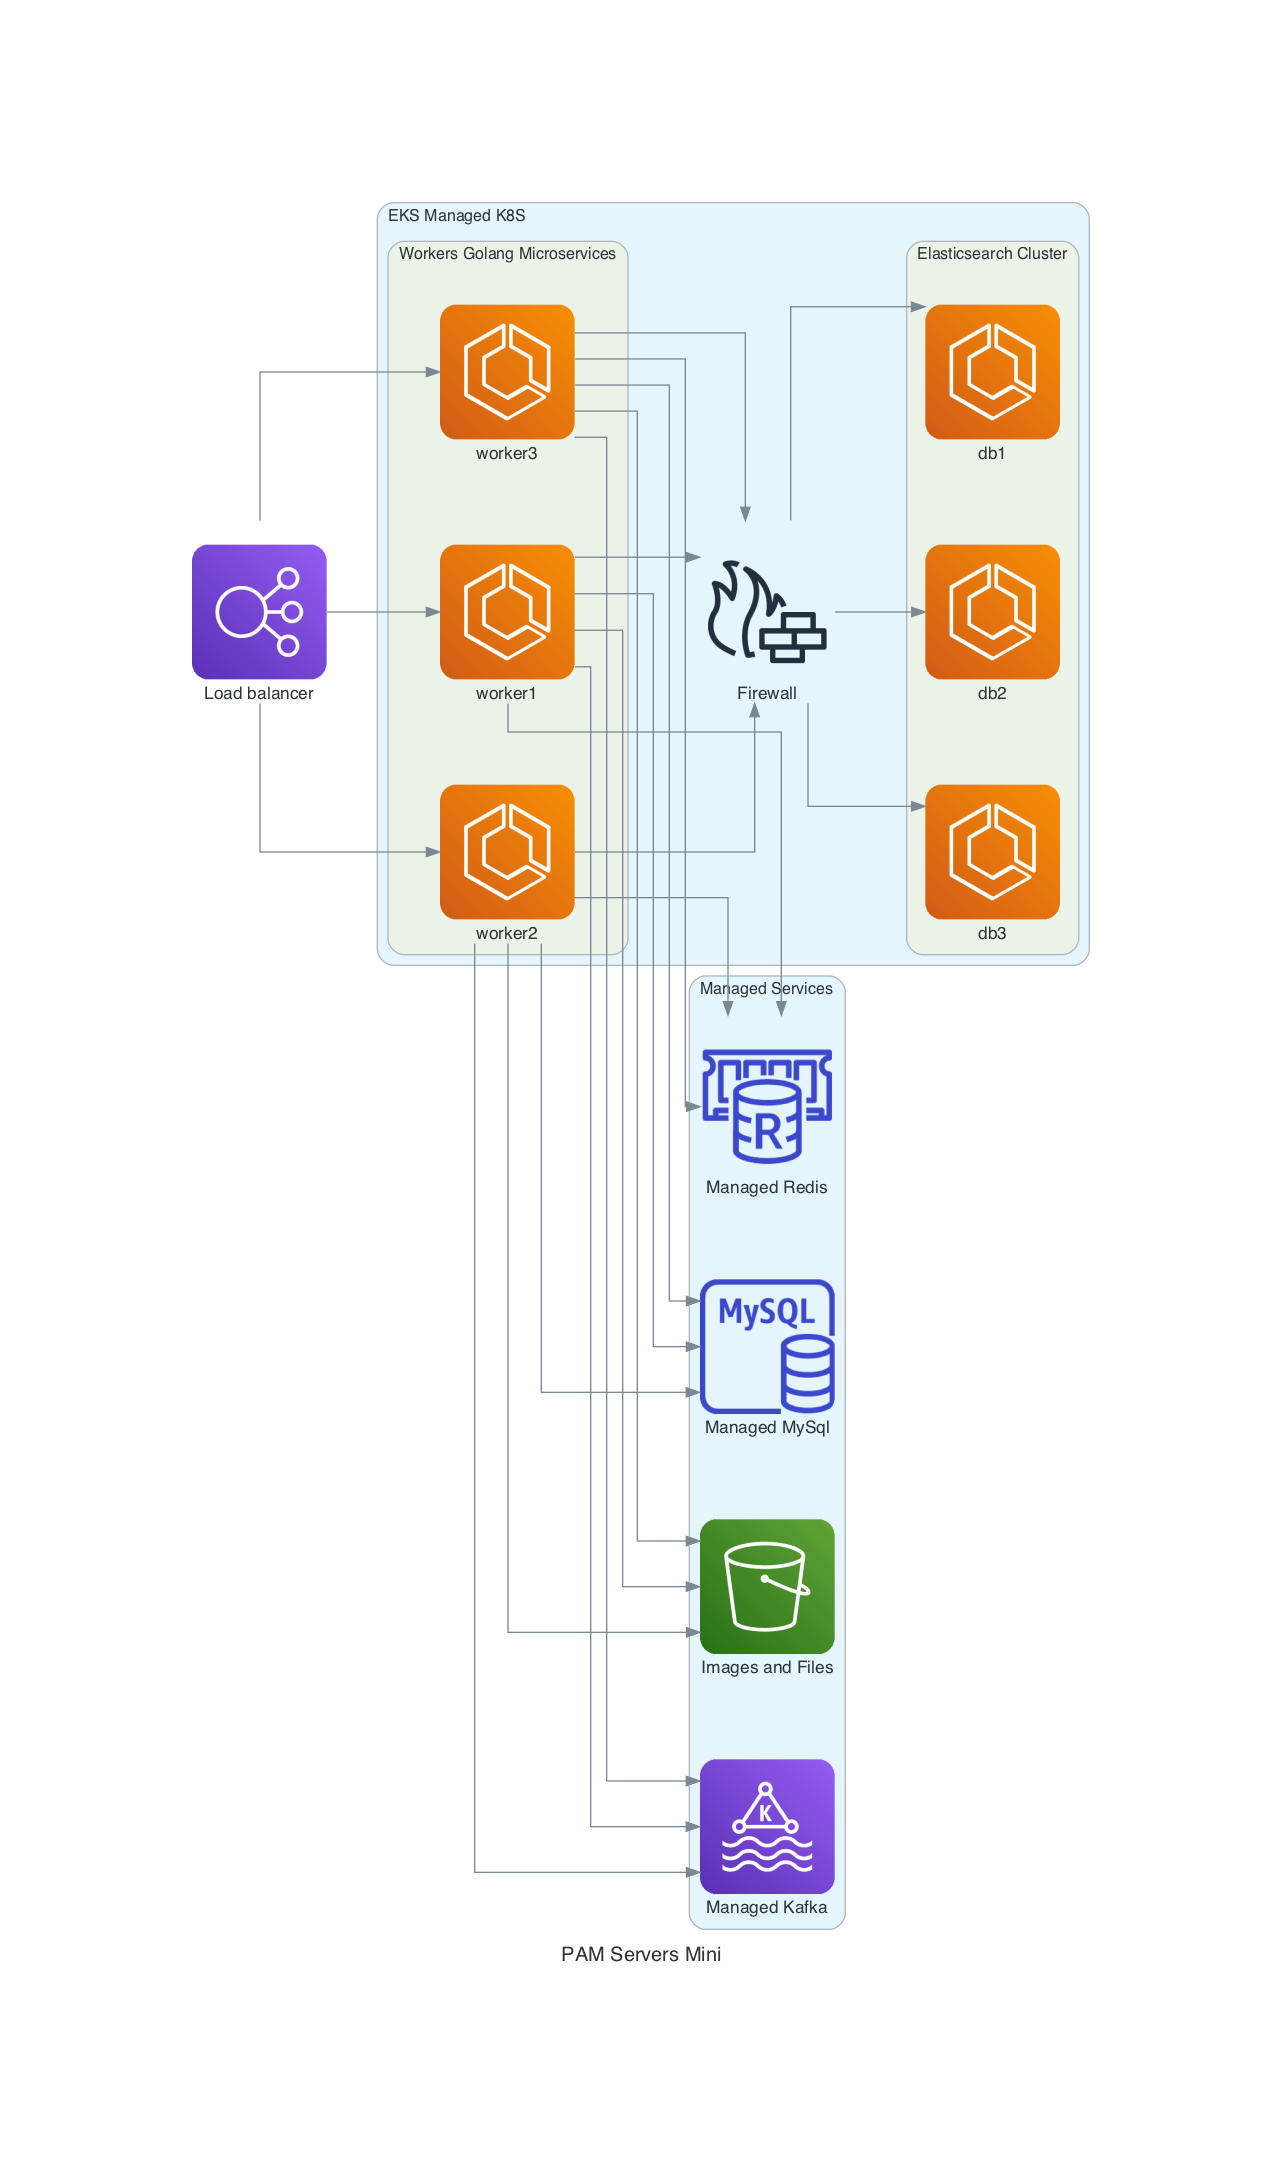 EKS Managed K8S
Workers Golang Microservices
Elasticsearch Cluster
worker3
db1
Load balancer
worker1
Firewall
db2
worker2
db3
Managed Services
R
Managed Redis
MySQL
Managed MySql
Images and Files
K
Managed Kafka
PAM Servers Mini